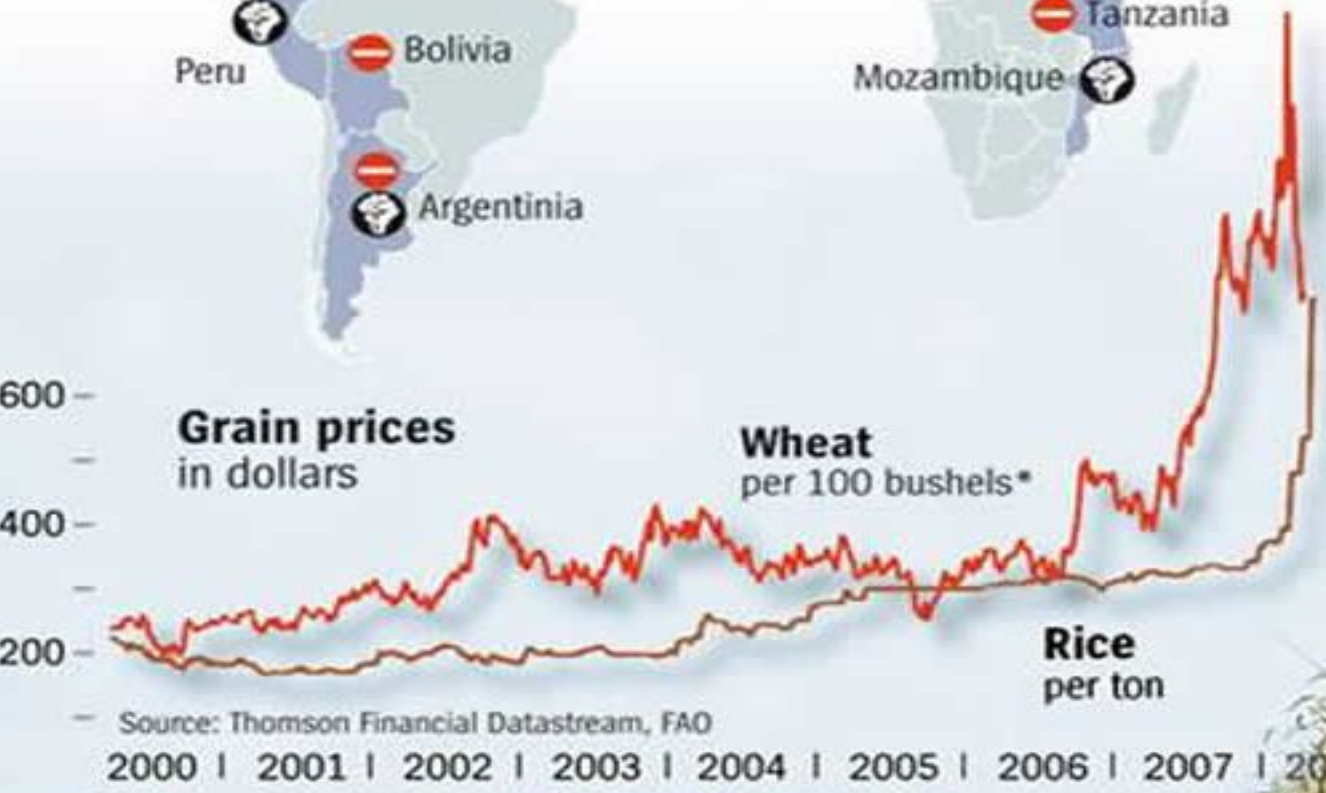 Tanzania
Bolivia
Peru
Mozambique
Argentinia
600
Grain prices
in dollars
Wheat
per 100 bushels*
400
200
Rice
per ton
Source: Thomson Financial Datastream, FAO
2000 | 2001 | 2002 | 2003 | 2004 | 2005 | 2006 | 2007 | 20